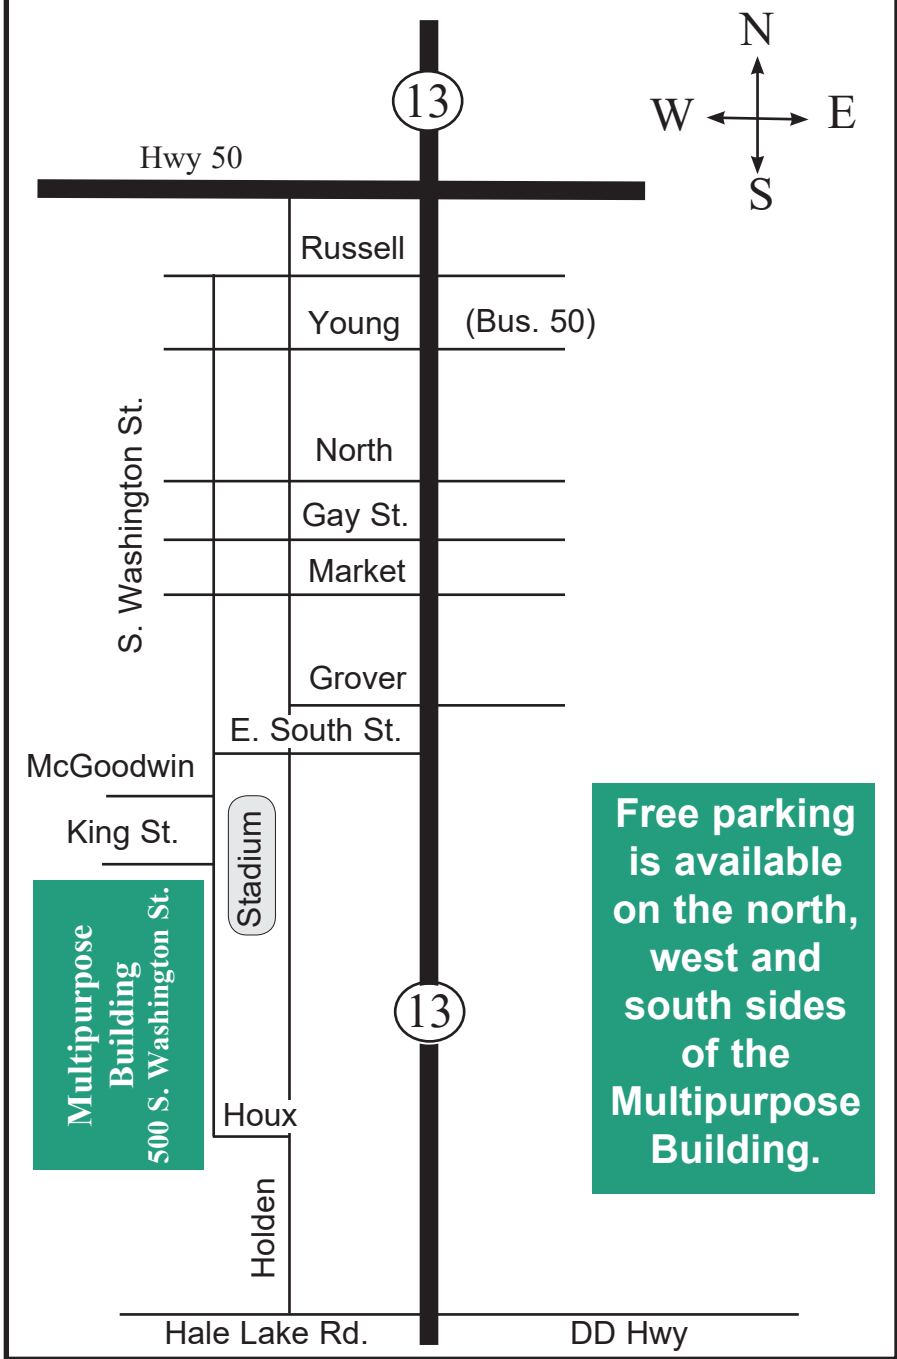 N
13
W E
Hwy 50
S
Russell
Young (Bus. 50)
S. Washington St.
North
Gay St.
Market
Grover
E. South St.
McGoodwin
King St.
Stadium
Multipurpose
Building
500 S. Washington St.
Free parking
is available
on the north,
west and
south sides
of the
Multipurpose
Building.
13
Houx
Holden
Hale Lake Rd. DD Hwy